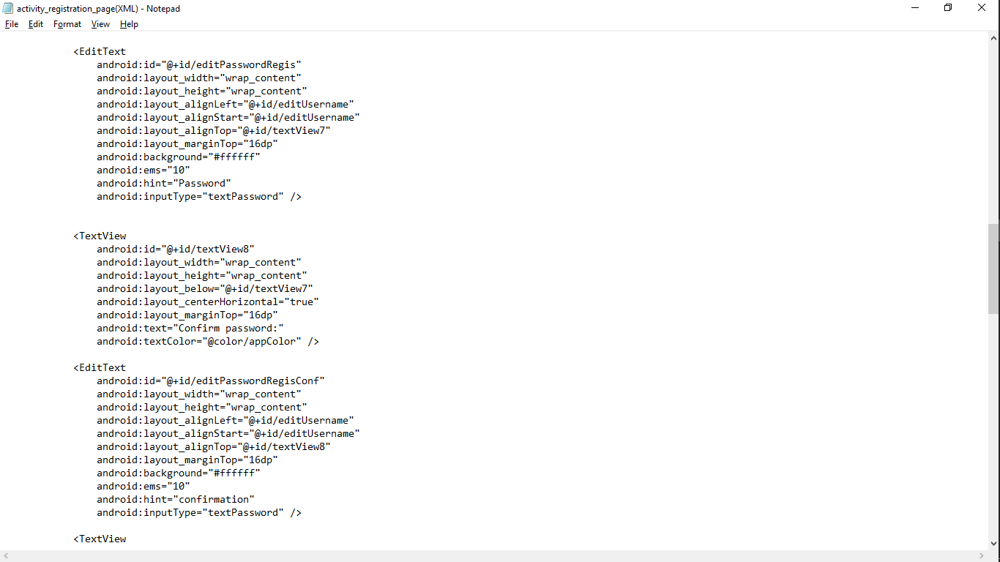 activity_registration_page(XML) - Notepad
File Edit Format View Help
<EditText
android:id="@+id/editPasswordRegis"
android:layout_width="wrap_content"
android:layout_height="wrap_content"
android:layout_alignLeft="@+id/editUsername"
android:layout_alignStart="@+id/editUsername"
android:layout_alignTop="@+id/textView7"
android:layout_marginTop="16dp"
android:background="#ffffff"
android:ems="10"
android:hint="Password"
android:inputType="textPassword" />
<TextView
android:id="@+id/textView8"
android:layout_width="wrap_content"
android:layout_height="wrap_content"
android:layout_below="@+id/textView7"
android:layout_centerHorizontal="true"
android:layout_marginTop="16dp"
android:text="Confirm password:"
android:textColor="@color/appColor" />
<EditText
android:id="@+id/editPasswordRegisConf"
android:layout_width="wrap_content"
android:layout_height="wrap_content"
android:layout_alignLeft="@+id/editUsername"
android:layout_alignStart="@+id/editUsername"
android:layout_alignTop="@+id/textView8"
android:layout_marginTop="16dp"
android:background="#ffffff"
android:ems="10"
android:hint="confirmation"
android:inputType="textPassword" />
<TextView